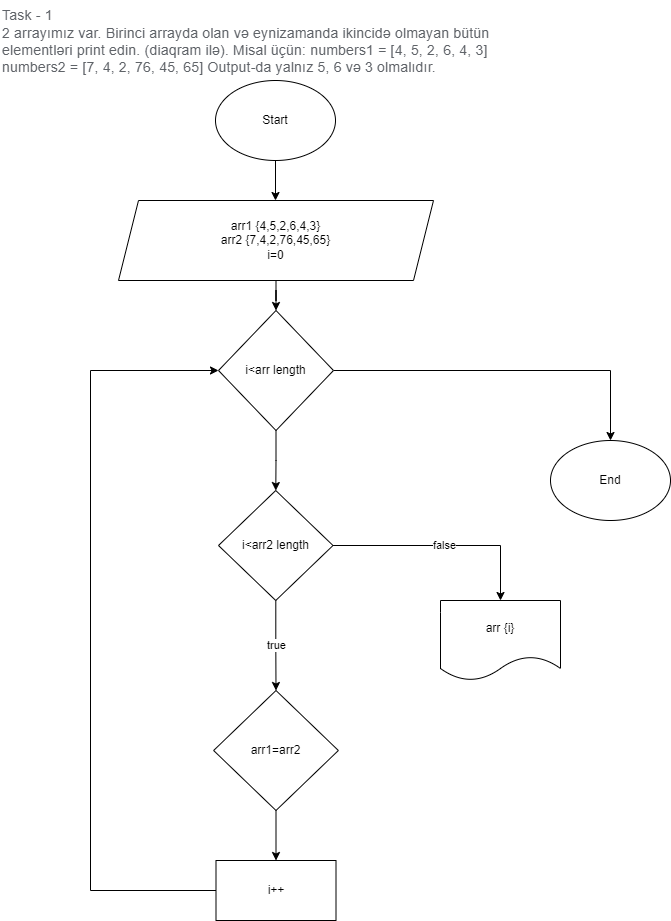 Task - 1
2 arrayımız var. Birinci arrayda olan və eynizamanda ikincidə olmayan bütün
elementləri print edin. (diaqram ilə). Misal üçün: numbers1 = [4, 5, 2, 6, 4, 3]
numbers2 = [7, 4, 2, 76, 45, 65] Output-da yalnız 5, 6 və 3 olmalıdır.
Start
arr1 {4,5,2,6,4,3}
arr2 {7,4,2,76,45,65}
i=0
i<arr length
End
i<arr2 length
false
arr {i}
true
arr1=arr2
i++